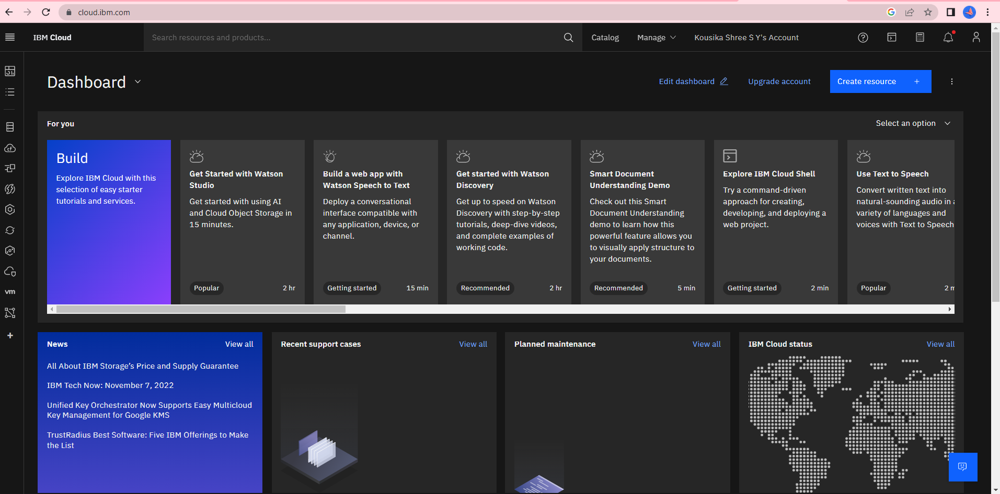 cloud.ibm.com
IBM Cloud
Search resources and products...
Catalog
Manage
Kousika Shree S Y's Account
Dashboard
Edit dashboard
Upgrade account
Create resource +
For you
Select an option
Build
Explore IBM Cloud with this
selection of easy starter
tutorials and services.
Get Started with Watson
Studio
Get started with using AI
and Cloud Object Storage in
15 minutes.
Popular
2 hr
Build a web app with
Watson Speech to Text
Deploy a conversational
interface compatible with
any application, device, or
channel.
Getting started
15 min
Get started with Watson
Discovery
Get up to speed on Watson
Discovery with step-by-step
tutorials, deep-dive videos,
and complete examples of
working code.
Recommended
2 hr
Smart Document
Understanding Demo
Check out this Smart
Document Understanding
demo to learn how this
powerful feature allows you
to visually apply structure to
your documents.
Recommended
5 min
Explore IBM Cloud Shell
Try a command-driven
approach for creating,
developing, and deploying a
web project.
Getting started
2 min
Use Text to Speech
Convert written text into
natural-sounding audio in a
variety of languages and
voices with Text to Speech
Popular
2 m
cf
vm
News
View all
All About IBM Storage’s Price and Supply Guarantee
IBM Tech Now: November 7, 2022
Unified Key Orchestrator Now Supports Easy Multicloud
Key Management for Google KMS
TrustRadius Best Software: Five IBM Offerings to Make
the List
Recent support cases
View all
Planned maintenance
View all
IBM Cloud status
View all